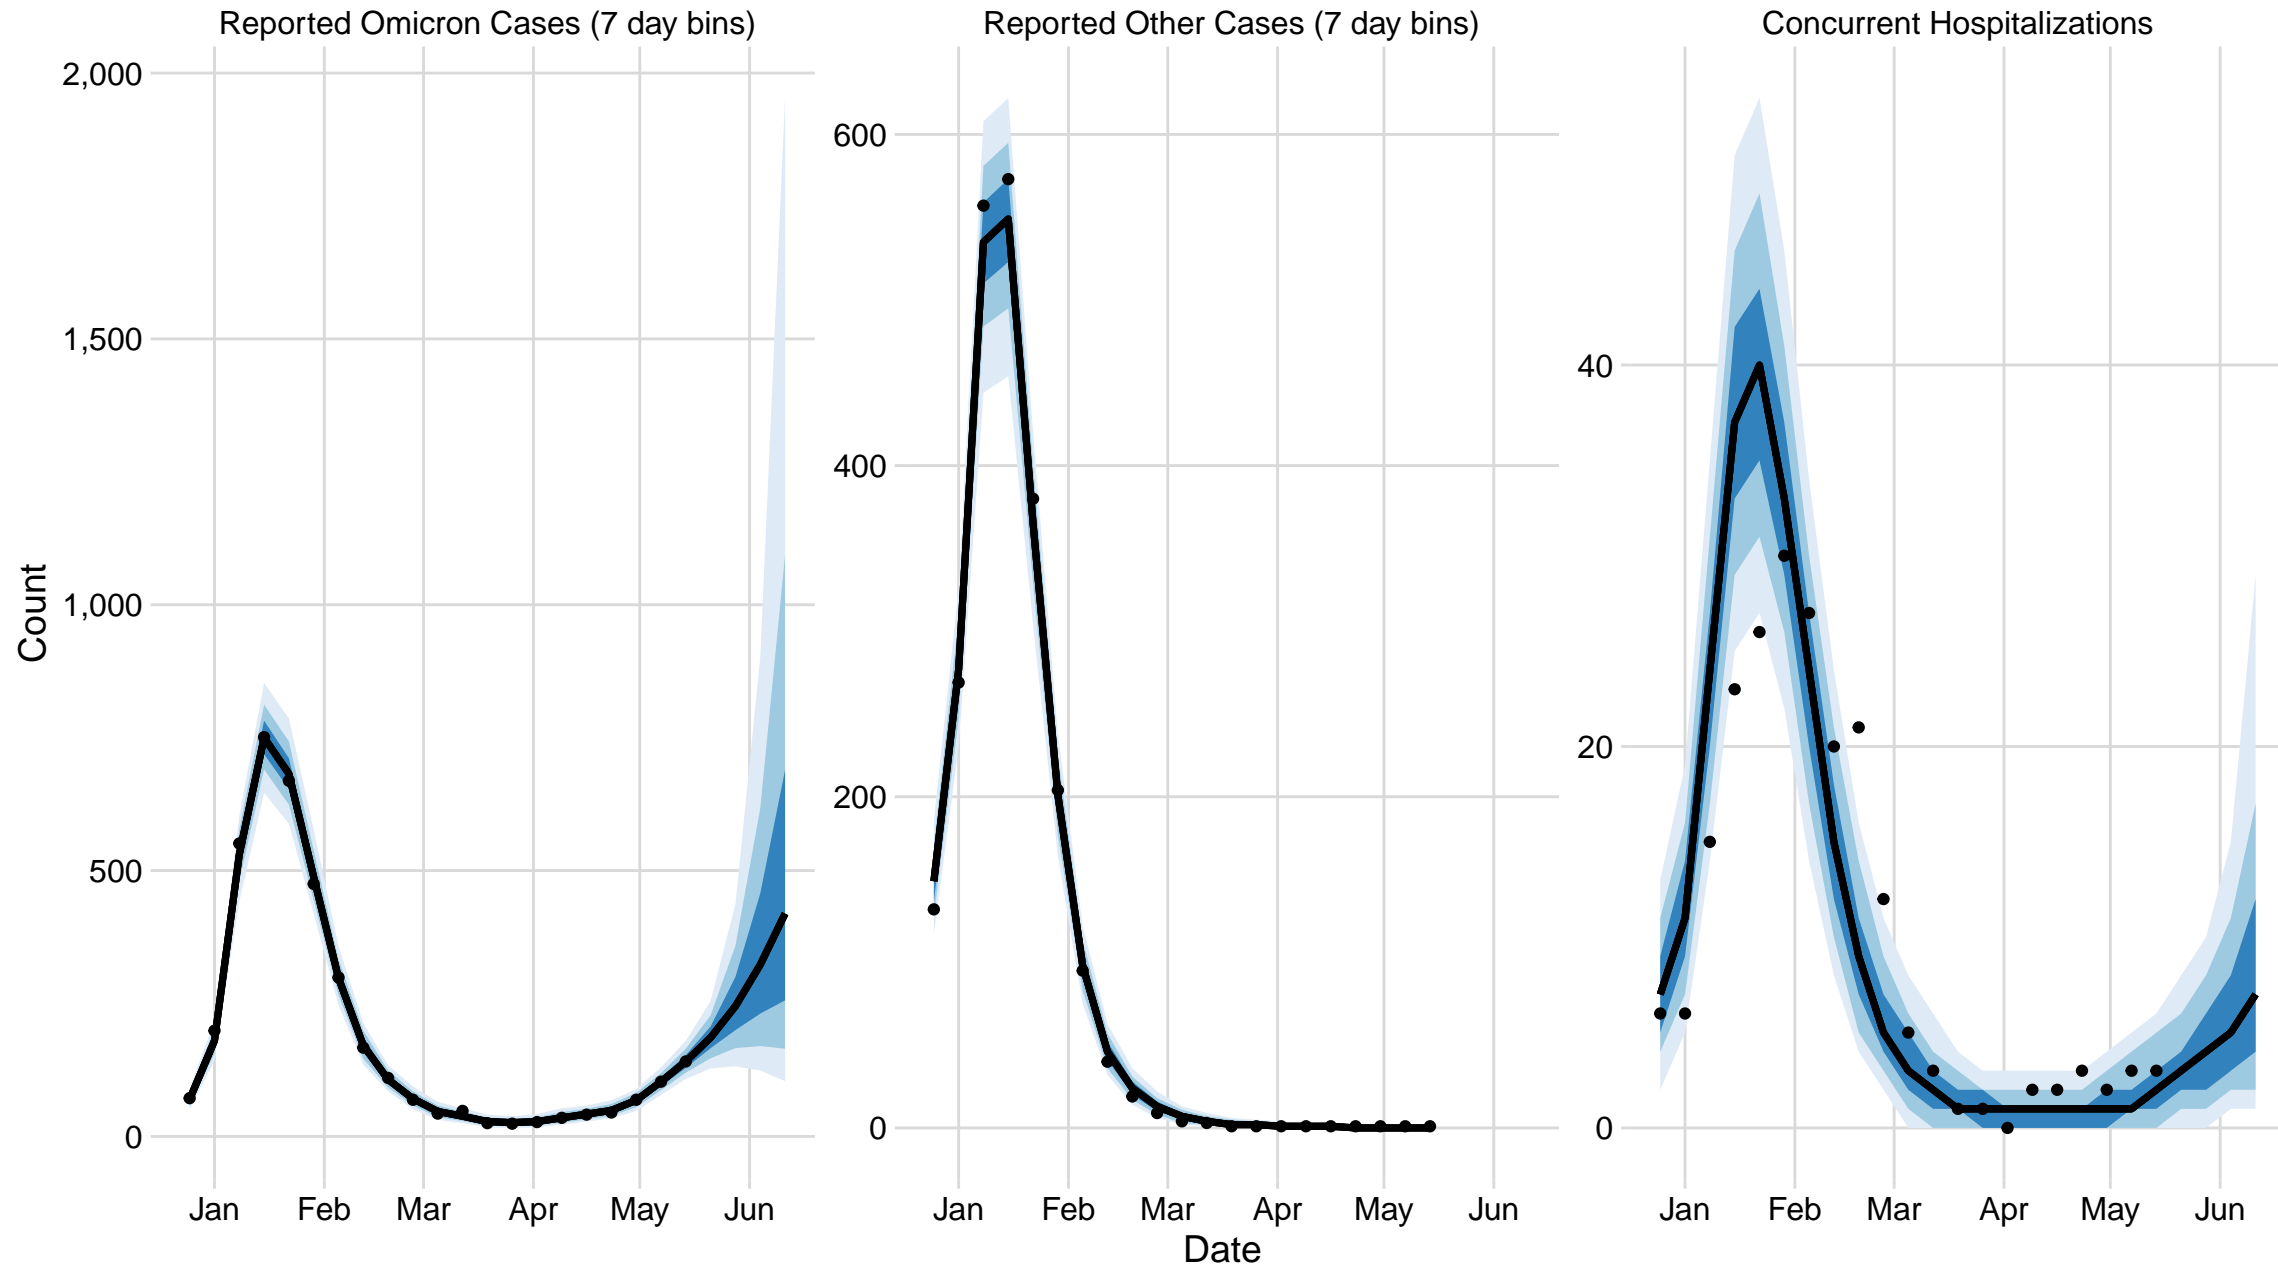 Reported Omicron Cases (7 day bins)
Reported Other Cases (7 day bins)
Concurrent Hospitalizations
Count
2,000
1,500
1,000
500
0
600
400
200
0
40
20
0
Jan Feb Mar Apr May Jun
Jan Feb Mar Apr May Jun
Jan Feb Mar Apr May Jun
Date